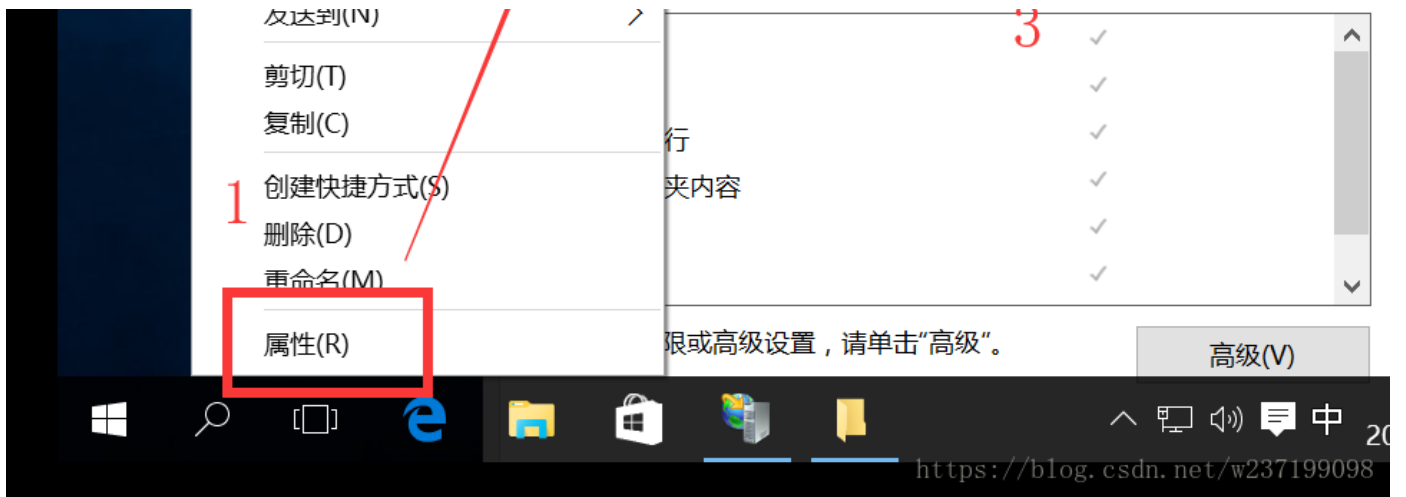 发送到(N)
3
剪切(T)
复制(C)
行
1
创建快捷方式(S)
夹内容
删除(D)
重命名(M)
属性(R)
限或高级设置，请单击“高级”。
高级(V)
中
20
https://blog.csdn.net/w237199098